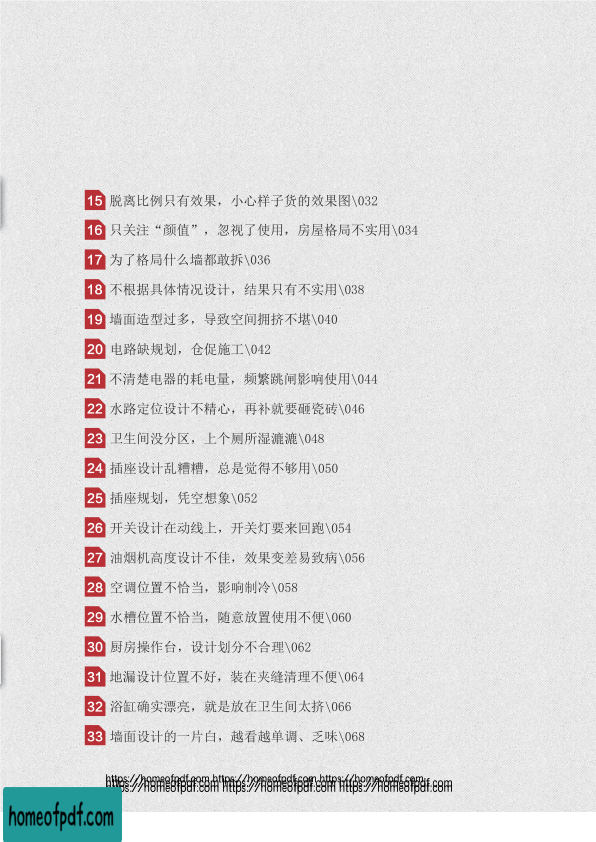 15 脱离比例只有效果，小心样子货的效果图\032
16 只关注“颜值”，忽视了使用，房屋格局不实用\034
17 为了格局什么墙都敢拆\036
18 不根据具体情况设计，结果只有不实用\038
19 墙面造型过多，导致空间拥挤不堪\040
20 电路缺规划，仓促施工\042
21 不清楚电器的耗电量，频繁跳闸影响使用\044
22 水路定位设计不精心，再补就要砸瓷砖\046
23 卫生间没分区，上个厕所湿漉漉\048
24 插座设计乱糟糟，总是觉得不够用\050
25 插座规划，凭空想象\052
26 开关设计在动线上，开关灯要来回跑\054
27 油烟机高度设计不佳，效果变差易致病\056
28 空调位置不恰当，影响制冷\058
29 水槽位置不恰当，随意放置使用不便\060
30 厨房操作台，设计划分不合理\062
31 地漏设计位置不好，装在夹缝清理不便\064
32 浴缸确实漂亮，就是放在卫生间太挤\066
33 墙面设计的一片白，越看越单调、乏味\068
https://homeofpdf.com https://homeofpdf.com https://homeofpdf.com
https://homeofpdf.com https://homeofpdf.com https://homeofpdf.com
homeofpdf.com